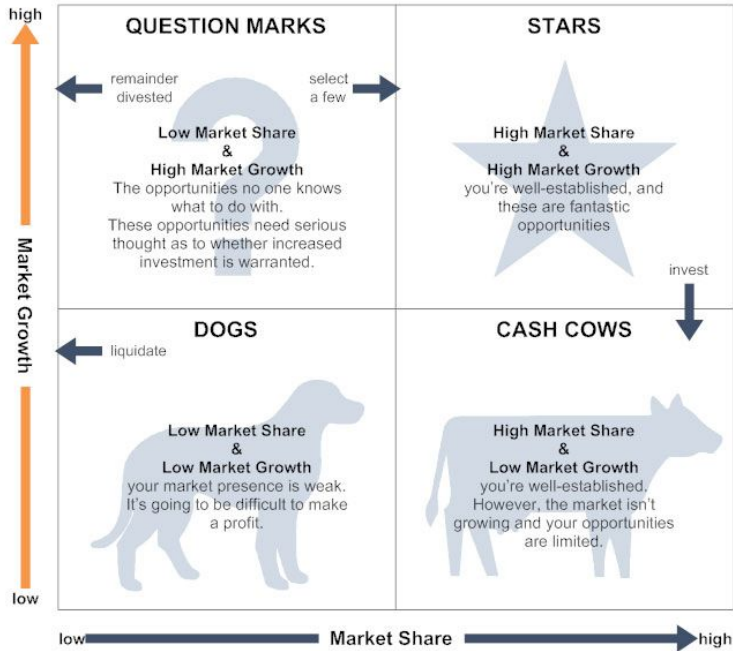 high
QUESTION MARKS
remainder
divested
select
a few
Low Market Share
&
High Market Growth
The opportunities no one knows
what to do with.
These opportunities need serious
thought as to whether increased
investment is warranted.
STARS
High Market Share
&
High Market Growth
you're well-established, and
these are fantastic
opportunities
invest
Market Growth
DOGS
liquidate
Low Market Share
&
Low Market Growth
your market presence is weak.
It's going to be difficult to make
a profit.
CASH COWS
High Market Share
&
Low Market Growth
you're well-established.
However, the market isn't
growing and your opportunities
are limited.
low
low
Market Share
high